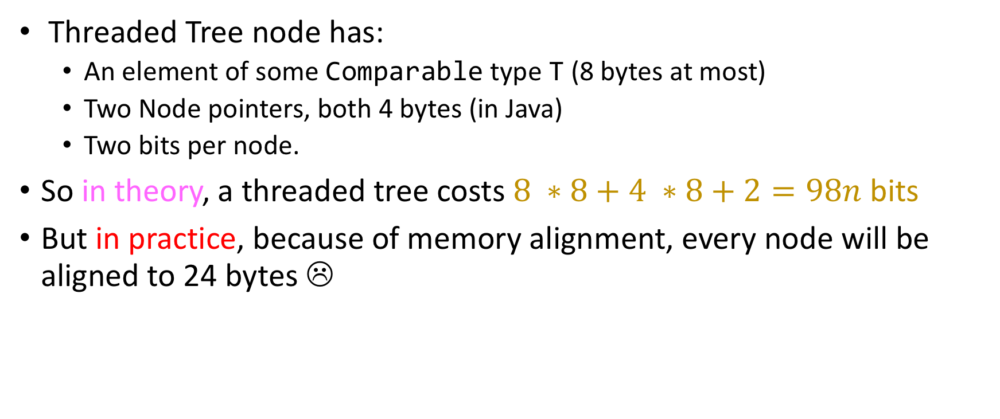 • Threaded Tree node has:
• An element of some Comparable type T (8 bytes at most)
• Two Node pointers, both 4 bytes (in Java)
• Two bits per node.
• So in theory, a threaded tree costs 8 ∗ 8 + 4 ∗ 8 + 2 = 98n bits
• But in practice, because of memory alignment, every node will be
aligned to 24 bytes ☹